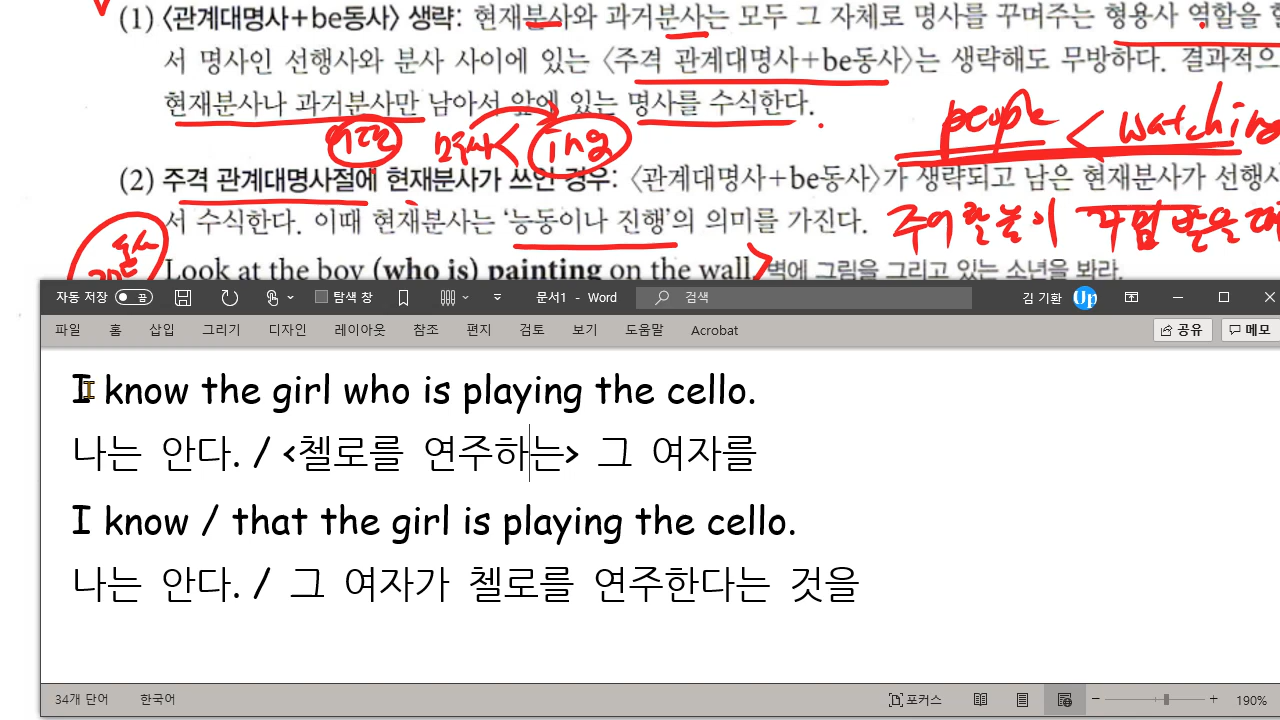 (1) 〈관계대명사+be동사〉 생략: 현재분사와 과거분사는 모두 그 자체로 명사를 꾸며주는 형용사 역할을
서 명사인 선행사와 분사 사이에 있는 〈주격 관계대명사+be동사〉는 생략해도 무방하다. 결과적으
현재분사나 과거분사만 남아서 앞에 있는 명사를 수식한다.
people < watching
ing
(2) 주격 관계대명사절에 현재분사가 쓰인 경우: 〈관계대명사+be동사〉가 생략되고 남은 현재분사가 선행사
서 수식한다. 이때 현재분사는 '능동이나 진행'의 의미를 가진다.
동사
Look at the boy (who is) painting on the wall. 벽에 그림을 그리고 있는 소년을 봐라.
자동 저장 끔 탐색 창 문서1 - Word 검색 김 기환 Up
파일 홈 삽입 그리기 디자인 레이아웃 참조 편지 검토 보기 도움말 Acrobat 공유 메모
I know the girl who is playing the cello.
나는 안다. / <첼로를 연주하는> 그 여자를
I know / that the girl is playing the cello.
나는 안다. / 그 여자가 첼로를 연주한다는 것을
34개 단어 한국어 포커스 190%